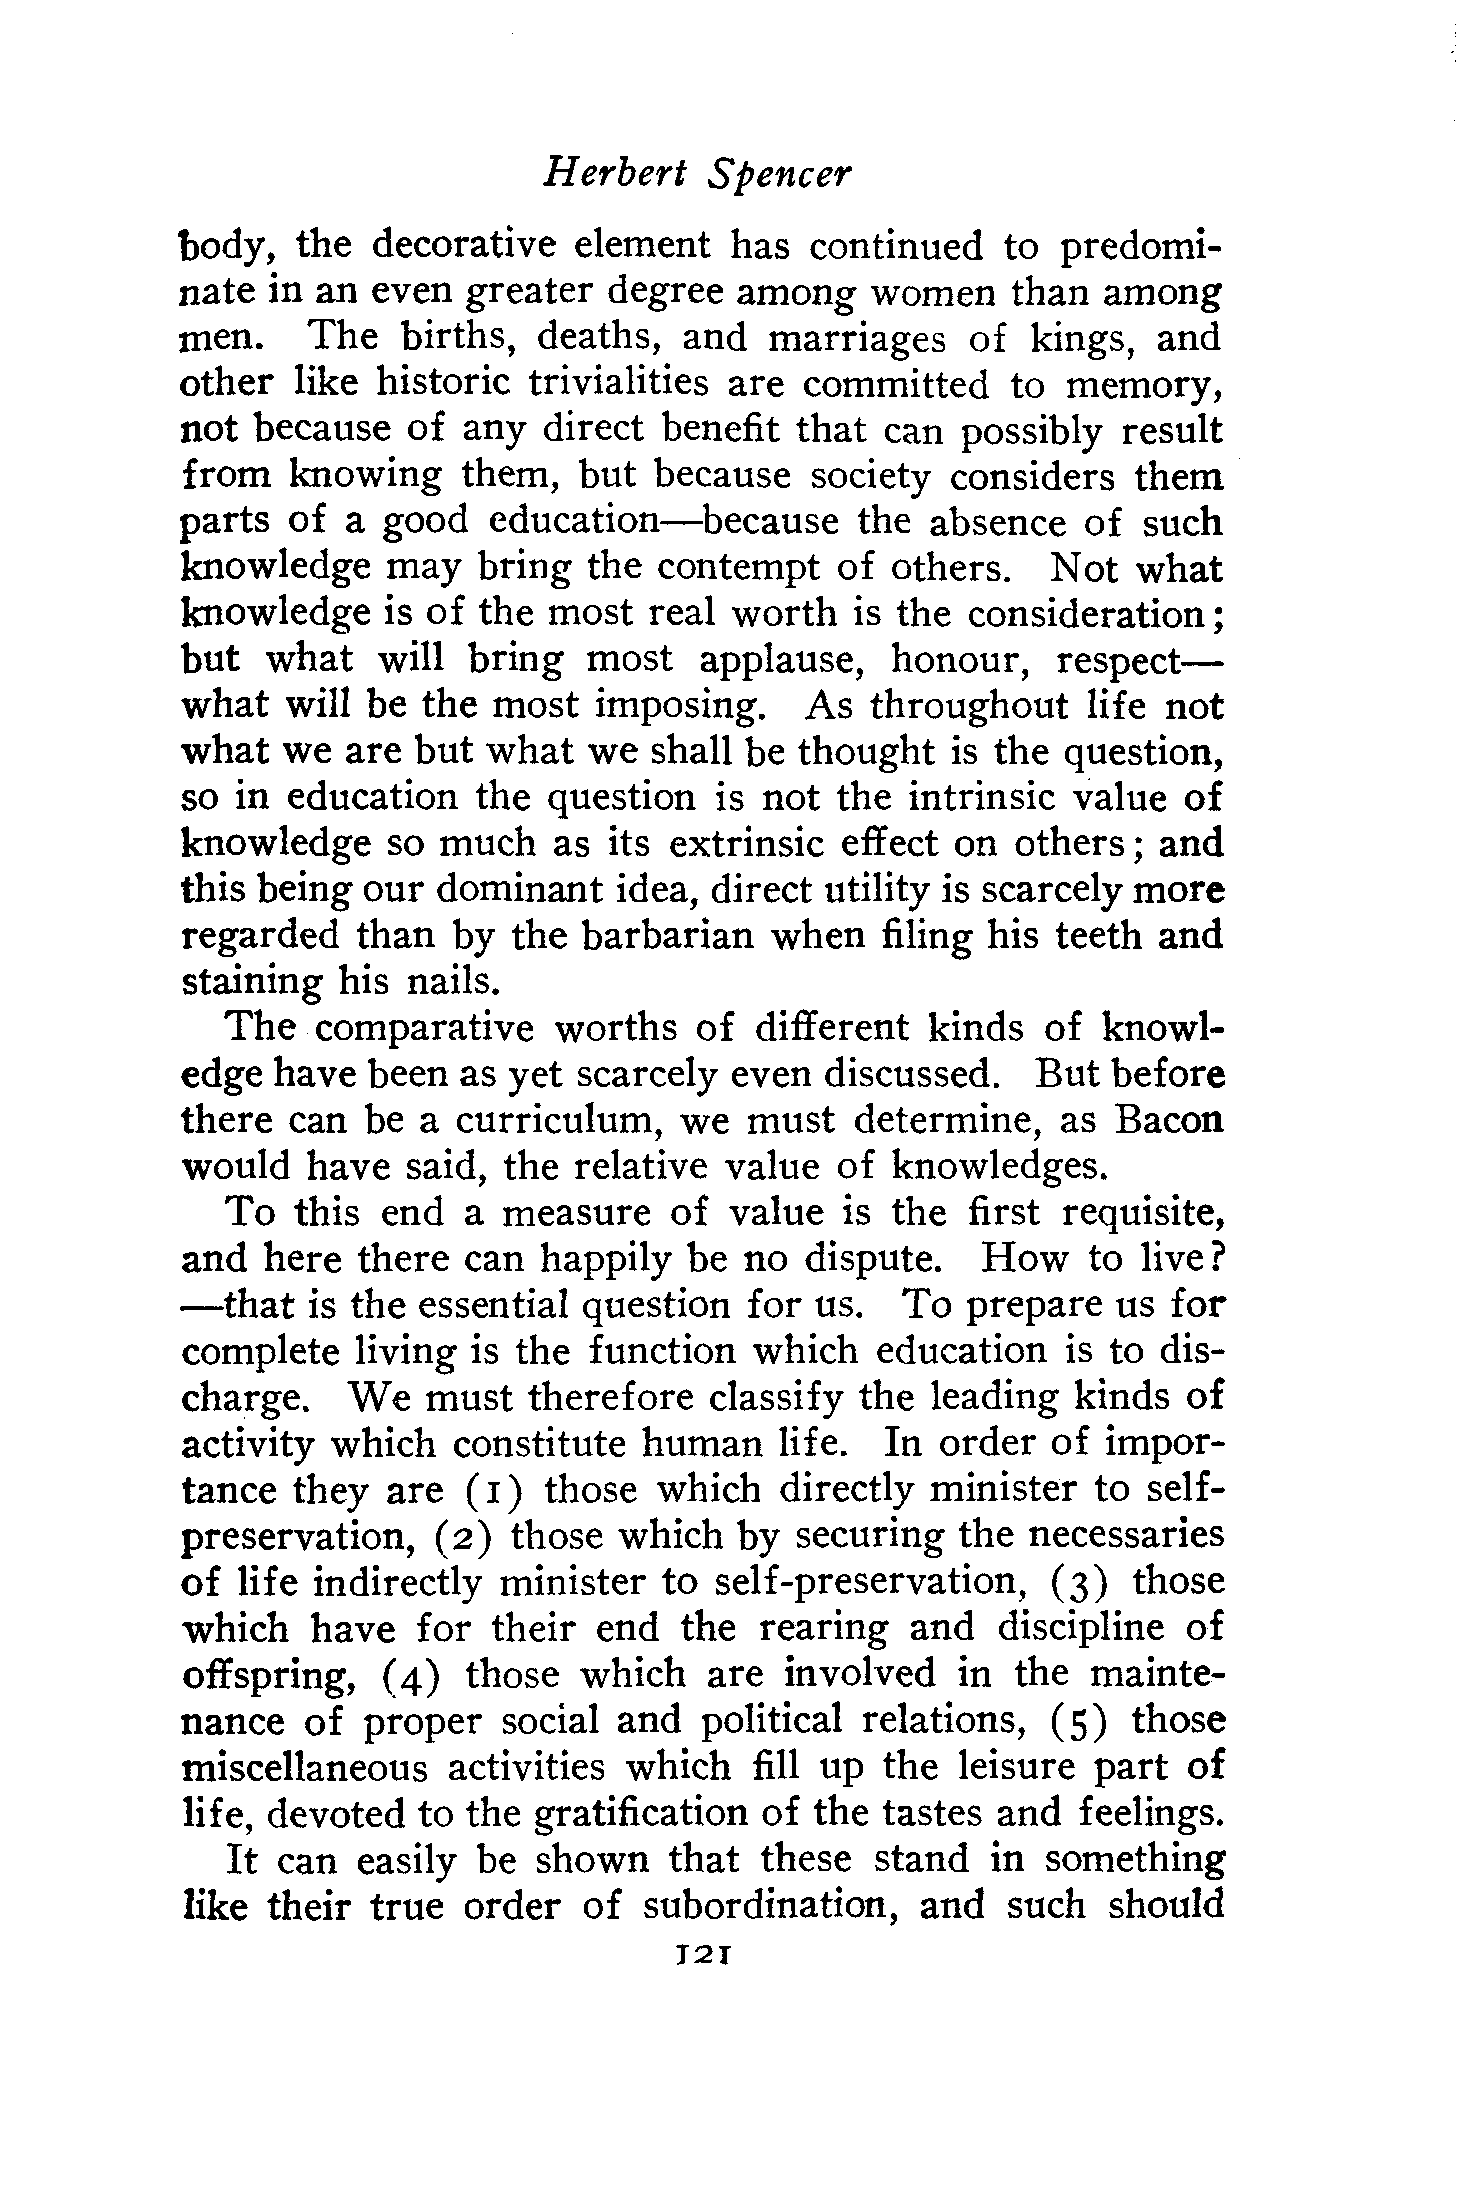 Herbert Spencer
body, the decorative element has continued to predomi-
nate in an even greater degree among women than among
men. The births, deaths, and marriages of kings, and
other like historic trivialities are committed to memory,
not because of any direct benefit that can possibly result
from knowing them, but because society considers them
parts of a good education—because the absence of such
knowledge may bring the contempt of others. Not what
knowledge is of the most real worth is the consideration;
but what will bring most applause, honour, respect—
what will be the most imposing. As throughout life not
what we are but what we shall be thought is the question,
so in education the question is not the intrinsic value of
knowledge so much as its extrinsic effect on others; and
this being our dominant idea, direct utility is scarcely more
regarded than by the barbarian when filing his teeth and
staining his nails.
The comparative worths of different kinds of knowl-
edge have been as yet scarcely even discussed. But before
there can be a curriculum, we must determine, as Bacon
would have said, the relative value of knowledges.
To this end a measure of value is the first requisite,
and here there can happily be no dispute. How to live?
—that is the essential question for us. To prepare us for
complete living is the function which education is to dis-
charge. We must therefore classify the leading kinds of
activity which constitute human life. In order of impor-
tance they are (1) those which directly minister to self-
preservation, (2) those which by securing the necessaries
of life indirectly minister to self-preservation, (3) those
which have for their end the rearing and discipline of
offspring, (4) those which are involved in the mainte-
nance of proper social and political relations, (5) those
miscellaneous activities which fill up the leisure part of
life, devoted to the gratification of the tastes and feelings.
It can easily be shown that these stand in something
like their true order of subordination, and such should
121